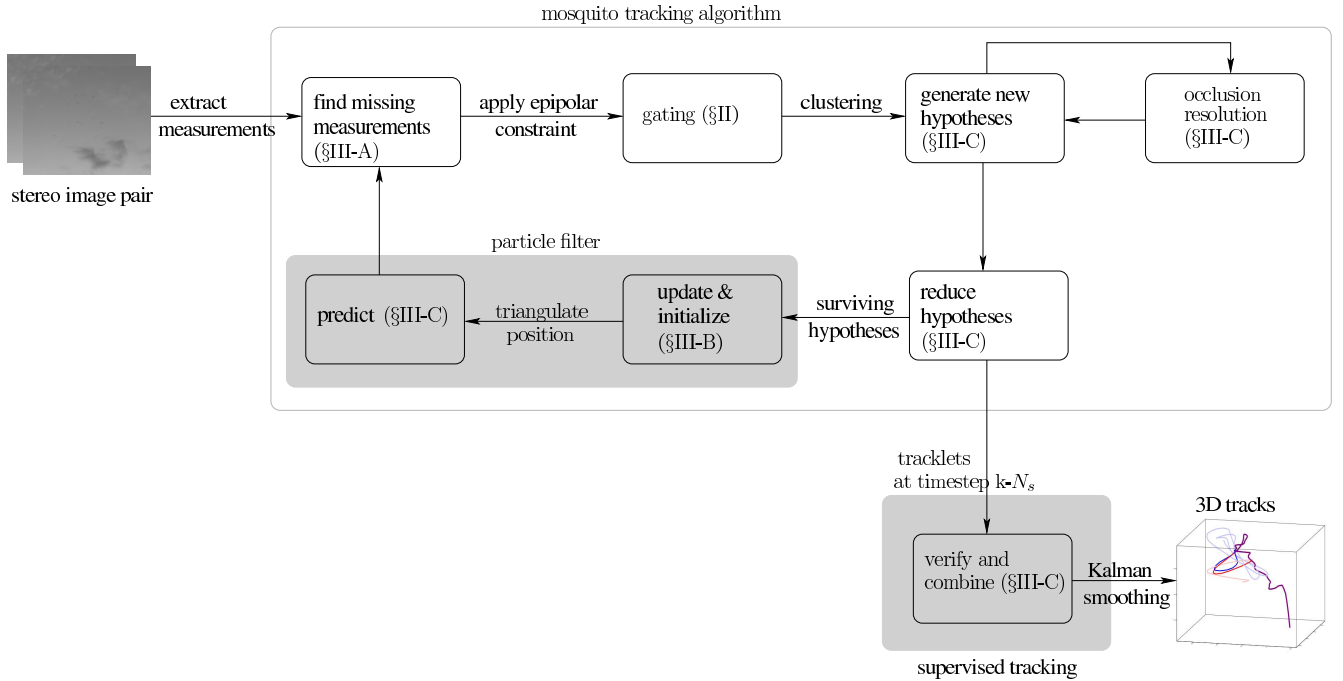 mosquito tracking algorithm
extract
measurements
stereo image pair
find missing
measurements
(§III-A)
apply epipolar
constraint
gating (§II)
clustering
generate new
hypotheses
(§III-C)
occlusion
resolution
(§III-C)
particle filter
predict (§III-C)
triangulate
position
update &
initialize
(§III-B)
surviving
hypotheses
reduce
hypotheses
(§III-C)
tracklets
at timestep k-Nₛ
verify and
combine (§III-C)
supervised tracking
Kalman
smoothing
3D tracks